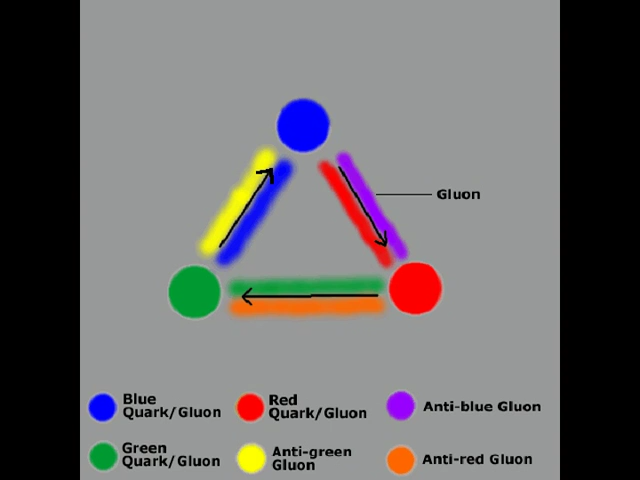 Gluon
Blue
Quark/Gluon
Red
Quark/Gluon
Anti-blue Gluon
Green
Quark/Gluon
Anti-green
Gluon
Anti-red Gluon